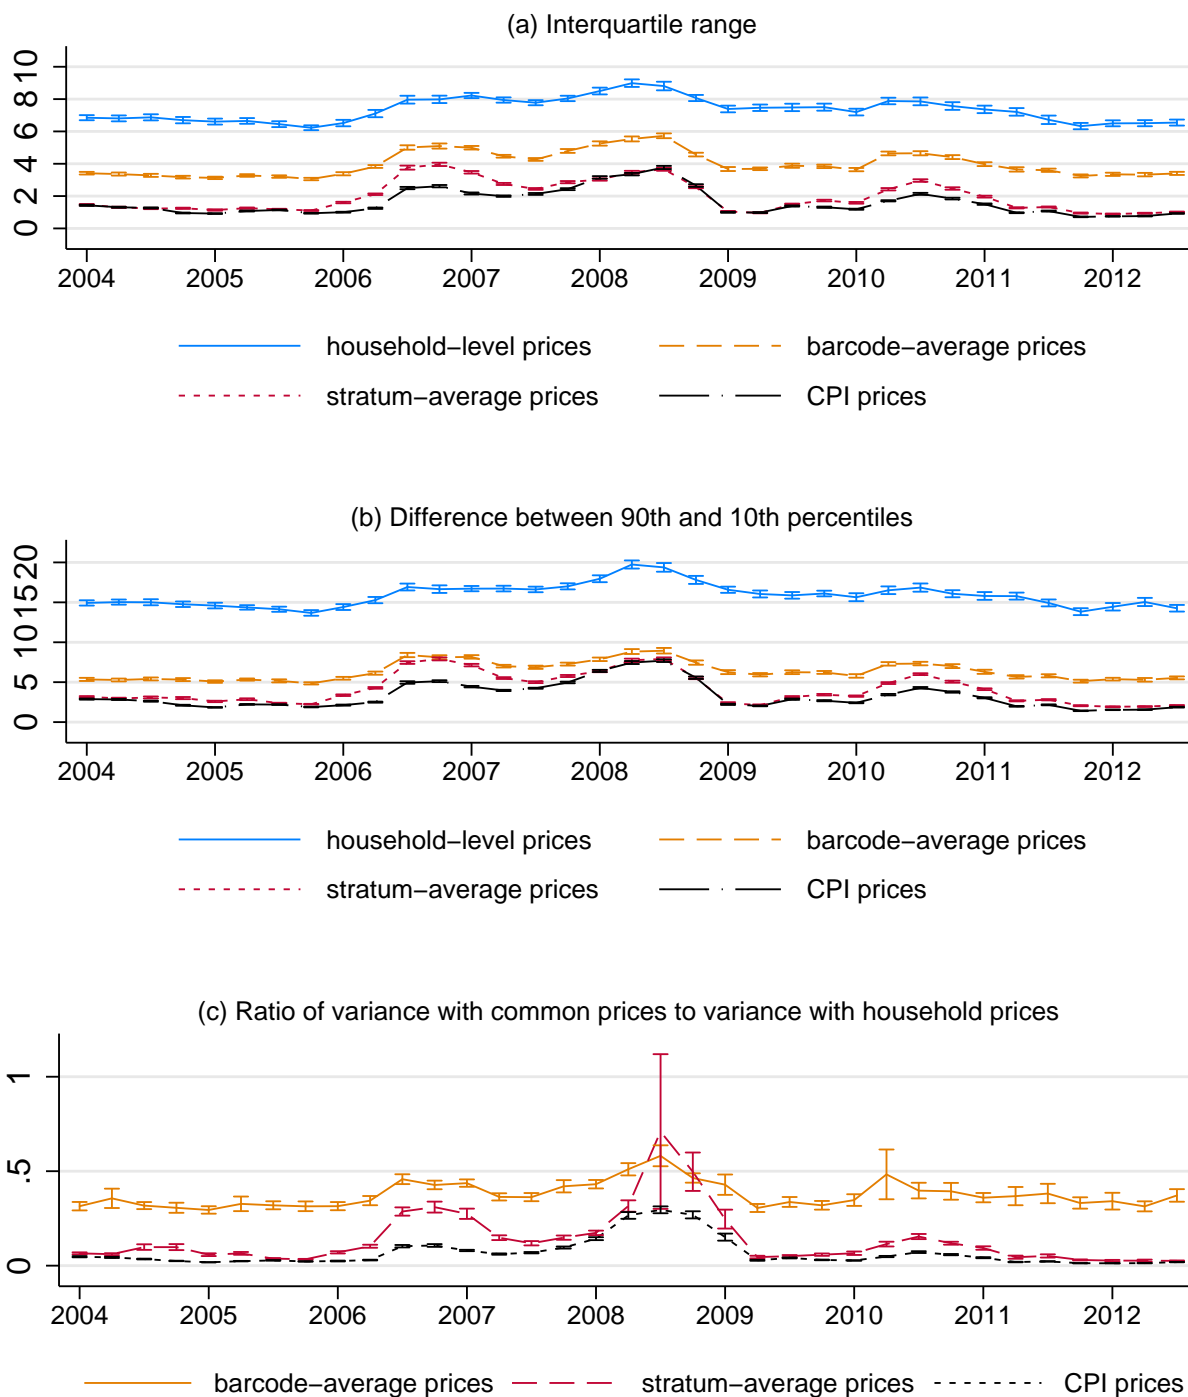 (a) Interquartile range
10
8
6
4
2
0
2004 2005 2006 2007 2008 2009 2010 2011 2012
household−level prices barcode−average prices
stratum−average prices CPI prices
(b) Difference between 90th and 10th percentiles
20
15
10
5
0
2004 2005 2006 2007 2008 2009 2010 2011 2012
household−level prices barcode−average prices
stratum−average prices CPI prices
(c) Ratio of variance with common prices to variance with household prices
1
.5
0
2004 2005 2006 2007 2008 2009 2010 2011 2012
barcode−average prices stratum−average prices CPI prices